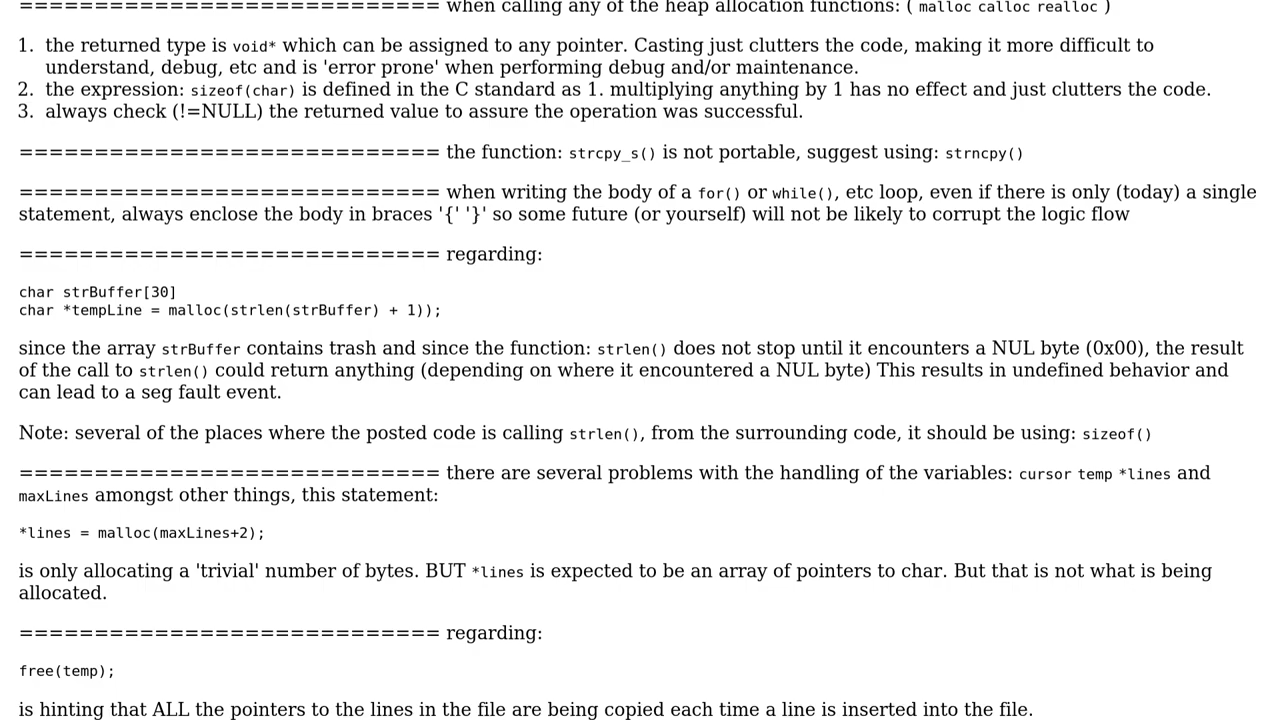 ============================ when calling any of the heap allocation functions: ( malloc calloc realloc )
1. the returned type is void* which can be assigned to any pointer. Casting just clutters the code, making it more difficult to
understand, debug, etc and is 'error prone' when performing debug and/or maintenance.
2. the expression: sizeof(char) is defined in the C standard as 1. multiplying anything by 1 has no effect and just clutters the code.
3. always check (!=NULL) the returned value to assure the operation was successful.
============================ the function: strcpy_s() is not portable, suggest using: strncpy()
============================ when writing the body of a for() or while(), etc loop, even if there is only (today) a single
statement, always enclose the body in braces '{' '}' so some future (or yourself) will not be likely to corrupt the logic flow
============================ regarding:
char strBuffer[30]
char *tempLine = malloc(strlen(strBuffer) + 1));
since the array strBuffer contains trash and since the function: strlen() does not stop until it encounters a NUL byte (0x00), the result
of the call to strlen() could return anything (depending on where it encountered a NUL byte) This results in undefined behavior and
can lead to a seg fault event.
Note: several of the places where the posted code is calling strlen(), from the surrounding code, it should be using: sizeof()
============================ there are several problems with the handling of the variables: cursor temp *lines and
maxLines amongst other things, this statement:
*lines = malloc(maxLines+2);
is only allocating a 'trivial' number of bytes. BUT *lines is expected to be an array of pointers to char. But that is not what is being
allocated.
============================ regarding:
free(temp);
is hinting that ALL the pointers to the lines in the file are being copied each time a line is inserted into the file.